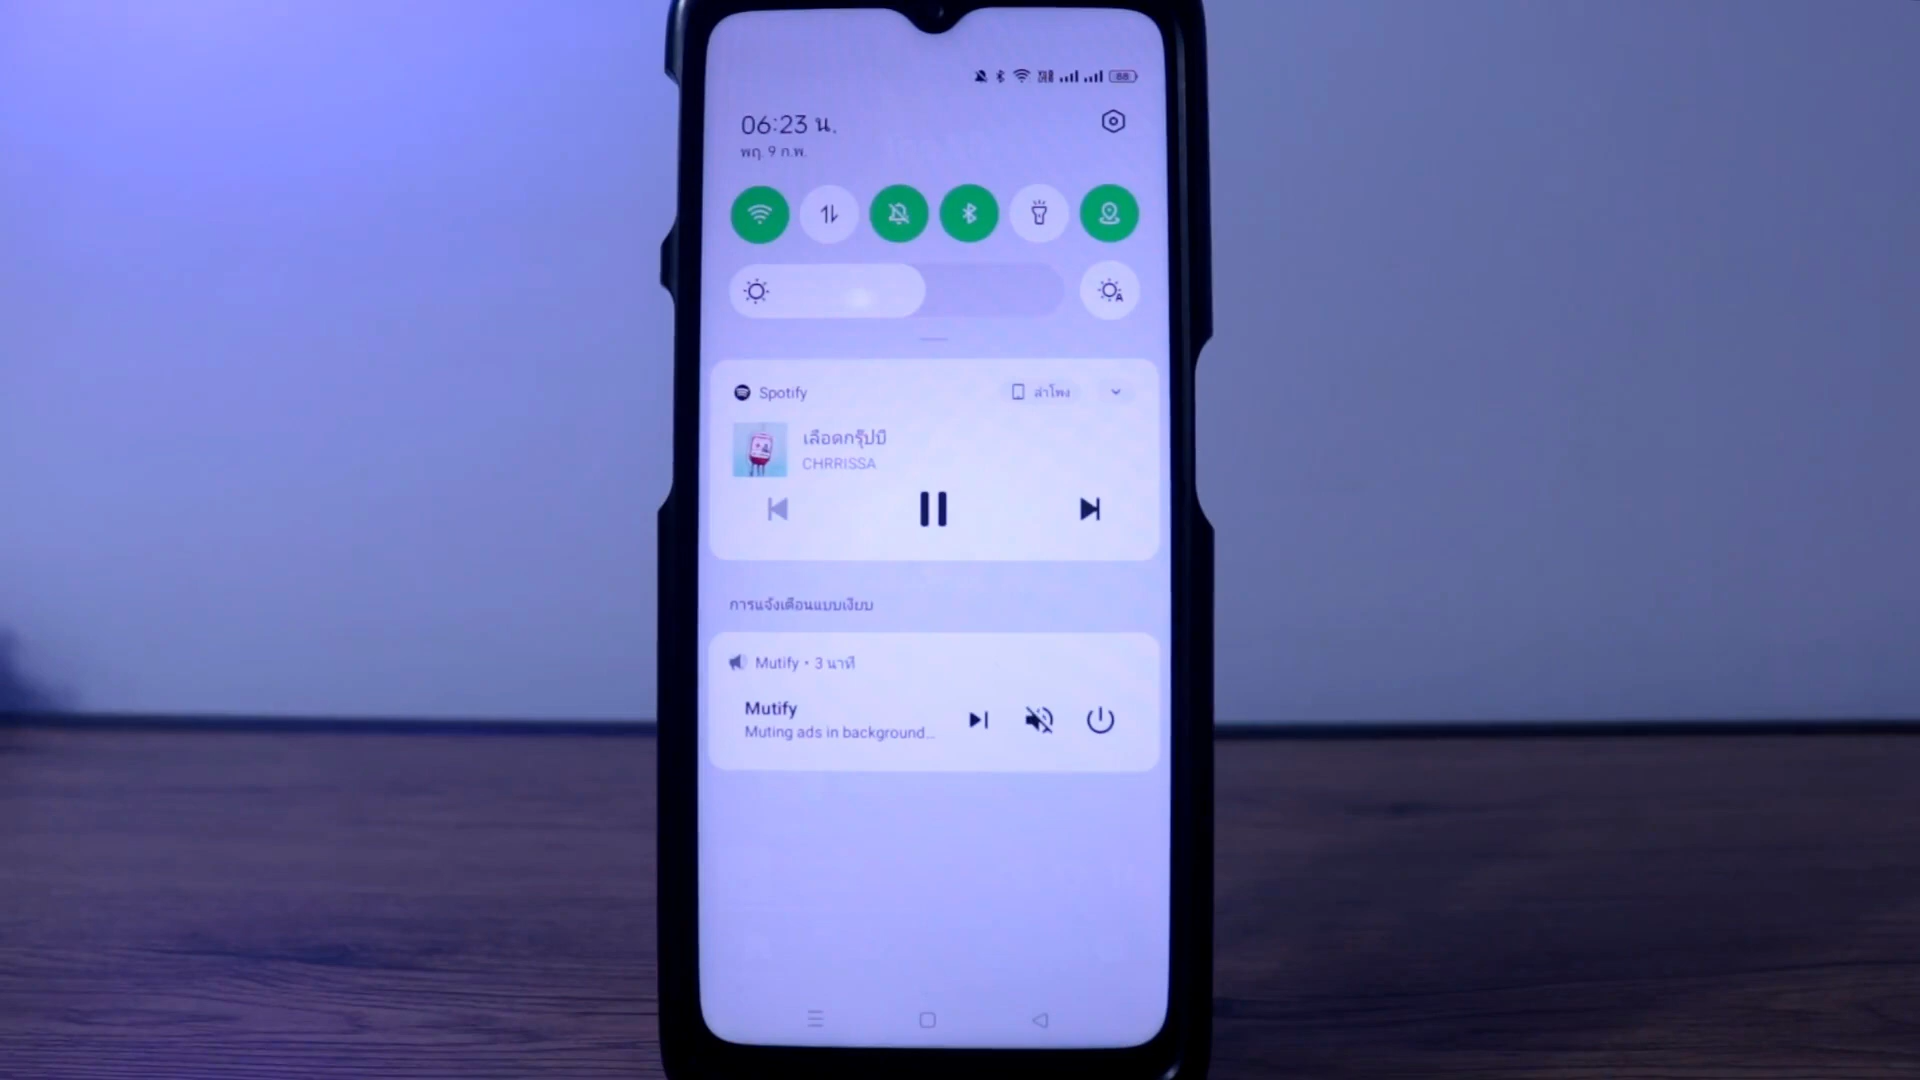 88
06:23 น.
พฤ. 9 ก.พ.
Spotify
ลำโพง
เลือดกรุ๊ปบี
CHRRISSA
การแจ้งเตือนแบบเงียบ
Mutify • 3 นาที
Mutify
Muting ads in background...